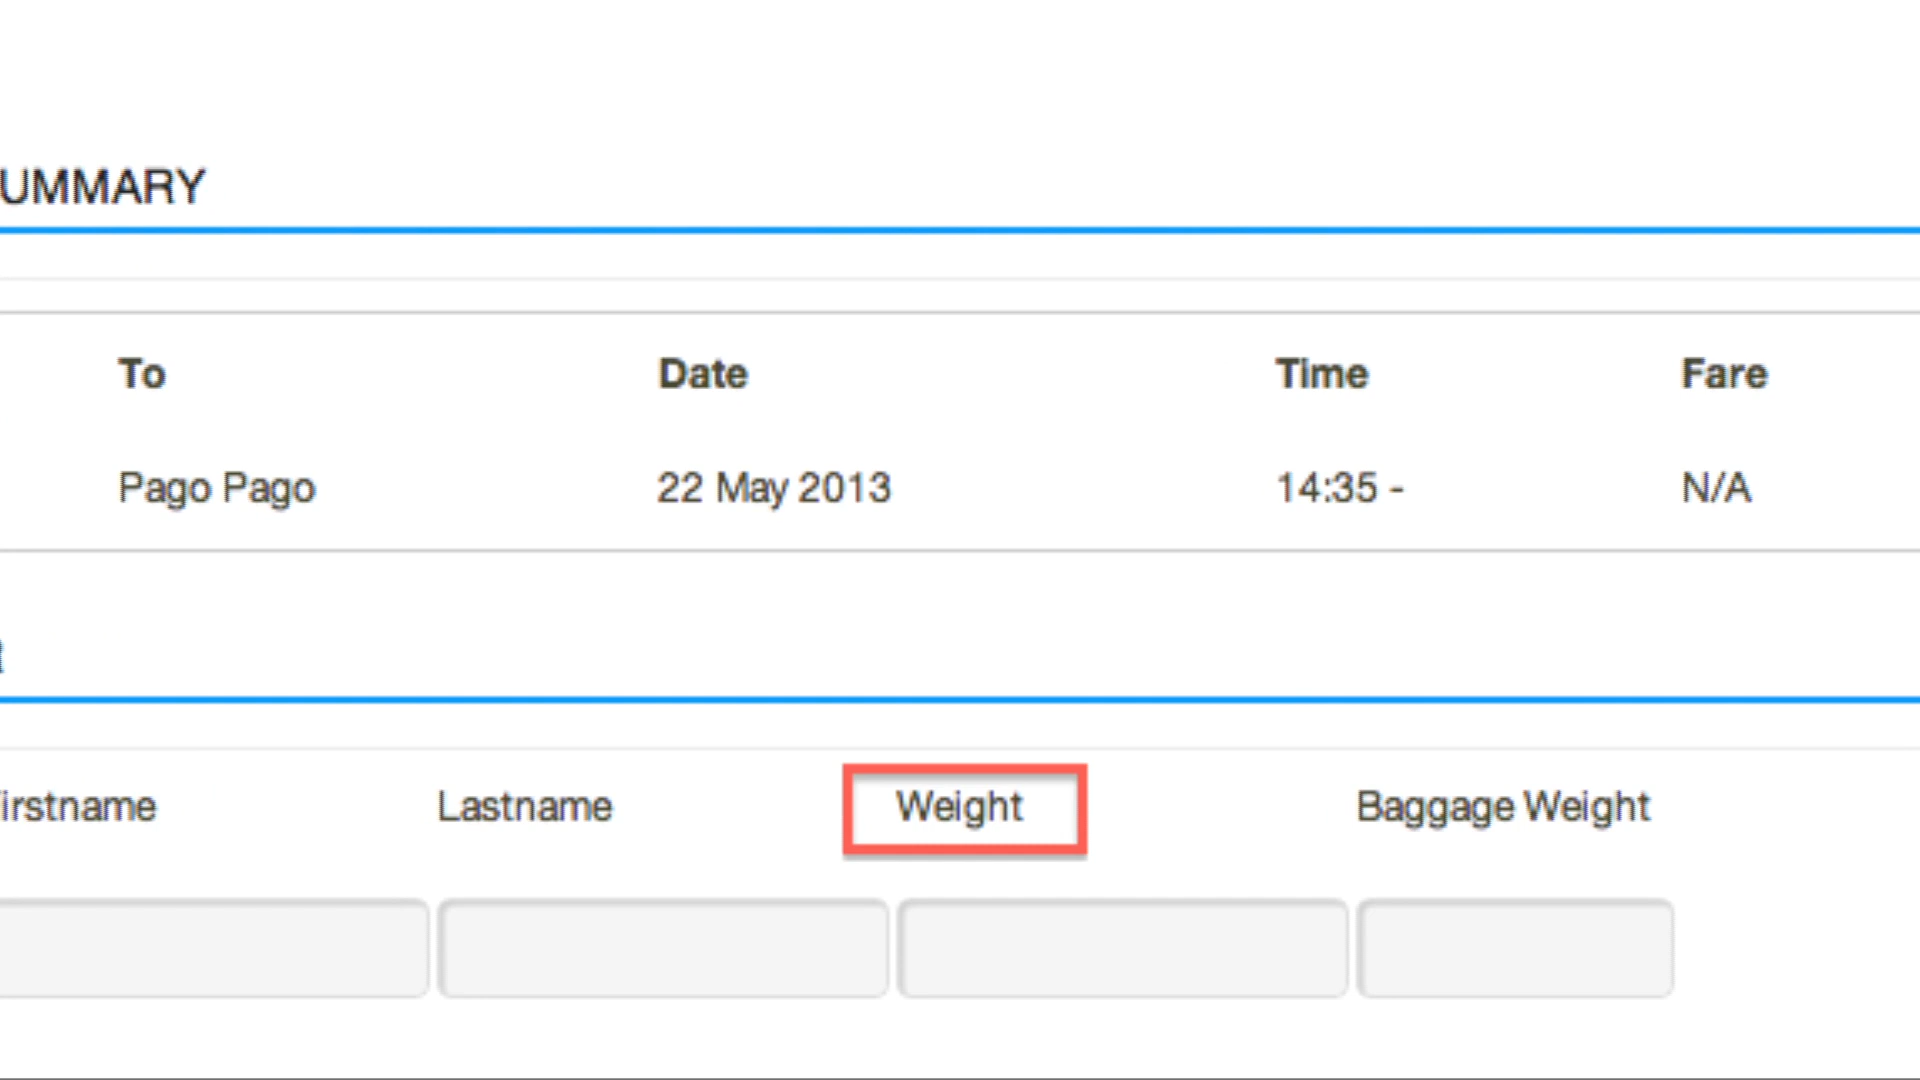 UMMARY
To Date Time Fare
Pago Pago 22 May 2013 14:35 - N/A
irstname Lastname Weight Baggage Weight